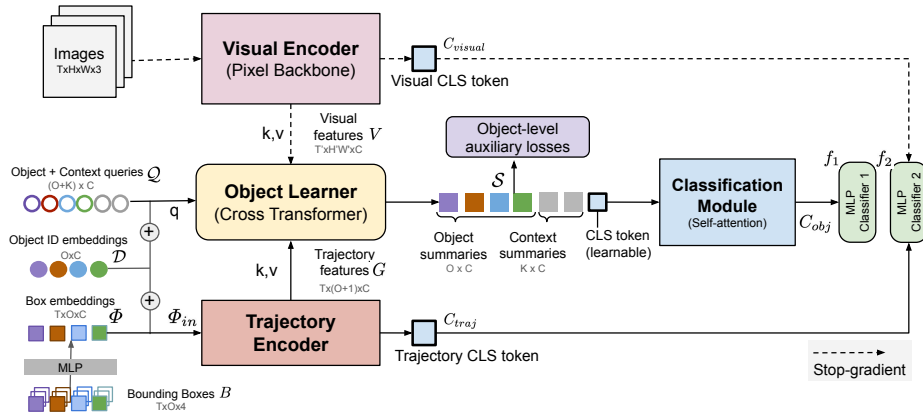 Images
TxHxWx3
Visual Encoder
(Pixel Backbone)
C_visual
Visual CLS token
k,v
Visual
features V
T'xH'W'xC
Object-level
auxiliary losses
Object + Context queries Q
(O+K) x C
q
Object Learner
(Cross Transformer)
S
Object
summaries
O x C
Context
summaries
K x C
CLS token
(learnable)
Classification
Module
(Self-attention)
C_obj
f_1
MLP
Classifier 1
f_2
MLP
Classifier 2
+
Object ID embeddings
OxC
D
+
k,v
Trajectory
features G
Tx(O+1)xC
Box embeddings
TxOxC
Φ
Φ_in
Trajectory
Encoder
C_traj
Trajectory CLS token
MLP
Bounding Boxes B
TxOx4
Stop-gradient